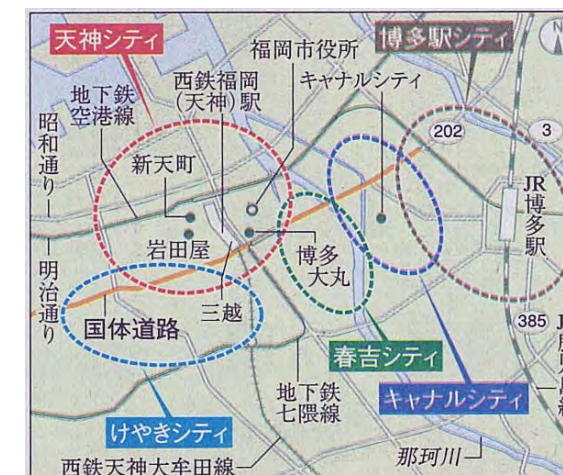 天神シティ
福岡市役所
博多駅シティ
N
西鉄福岡
(天神)駅
キャナルシティ
地下鉄
空港線
昭和通り
新天町
202
3
JR
博多駅
岩田屋
博多
大丸
明治通り
三越
国体道路
385
春吉シティ
地下鉄
七隈線
キャナルシティ
けやきシティ
那珂川
西鉄天神大牟田線